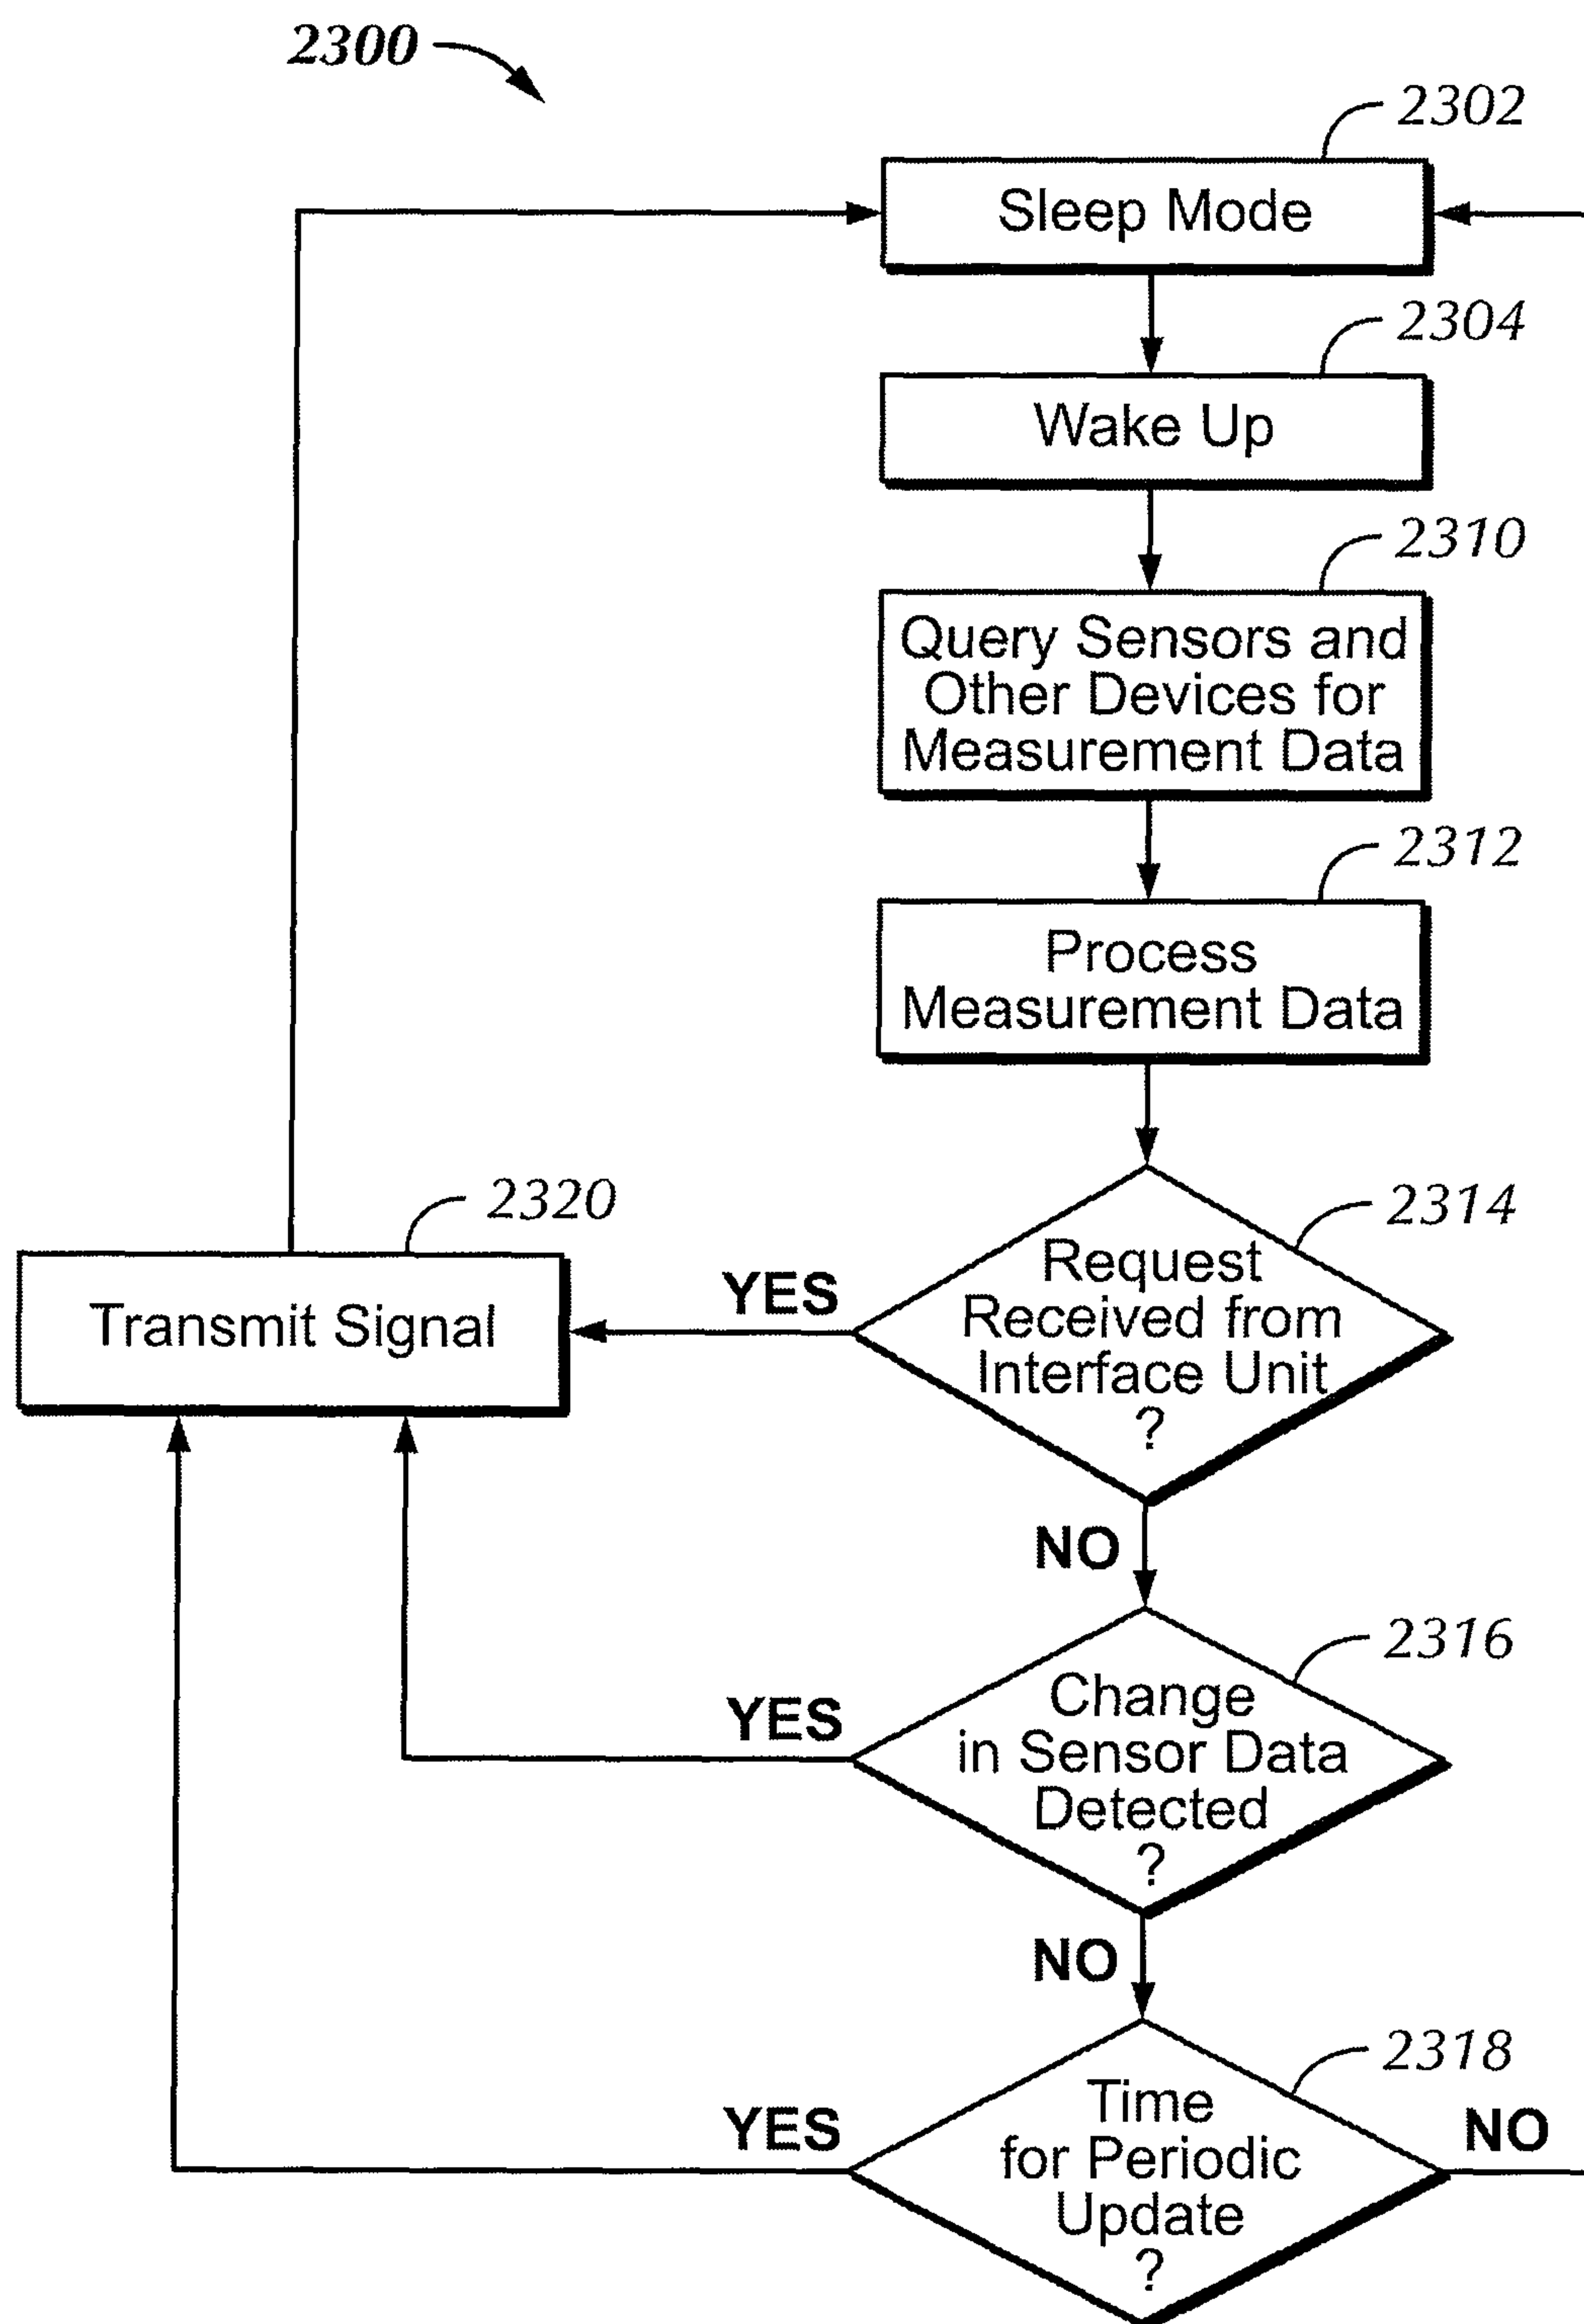 2300
2302
Sleep Mode
2304
Wake Up
2310
Query Sensors and
Other Devices for
Measurement Data
2312
Process
Measurement Data
2314
Request
Received from
Interface Unit
?
YES
2320
Transmit Signal
NO
2316
Change
in Sensor Data
Detected
?
YES
NO
2318
Time
for Periodic
Update
?
YES
NO